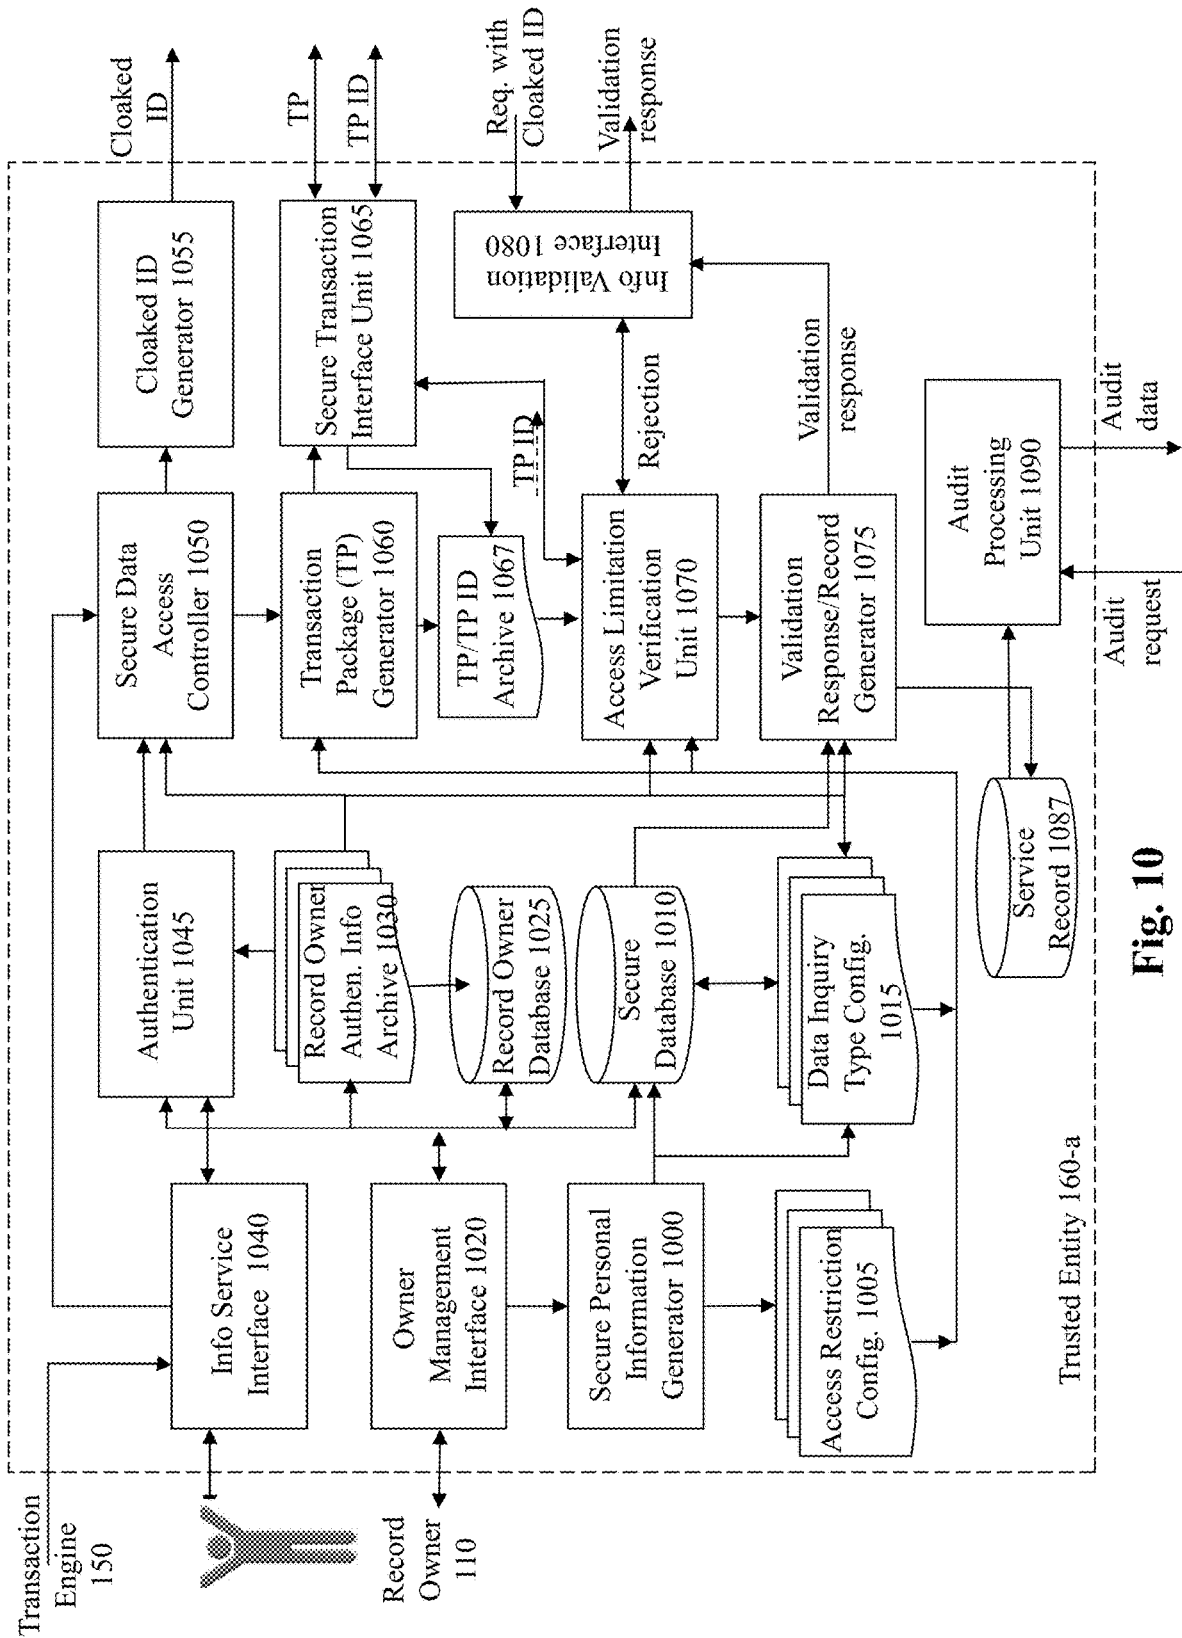 Transaction
Engine
150
Record
Owner
110
Info Service
Interface 1040
Owner
Management
Interface 1020
Secure Personal
Information
Generator 1000
Access Restriction
Config. 1005
Authentication
Unit 1045
Record Owner
Authen. Info
Archive 1030
Record Owner
Database 1025
Secure
Database 1010
Data Inquiry
Type Config.
1015
Secure Data
Access
Controller 1050
Transaction
Package (TP)
Generator 1060
TP/TP ID
Archive 1067
Access Limitation
Verification
Unit 1070
Validation
Response/Record
Generator 1075
Service
Record 1087
Cloaked ID
Generator 1055
Secure Transaction
Interface Unit 1065
TP ID
Rejection
Info Validation
Interface 1080
Validation
response
Audit
Processing
Unit 1090
Cloaked
ID
TP
TP ID
Req. with
Cloaked ID
Validation
response
Audit
request
Audit
data
Trusted Entity 160-a
Fig. 10